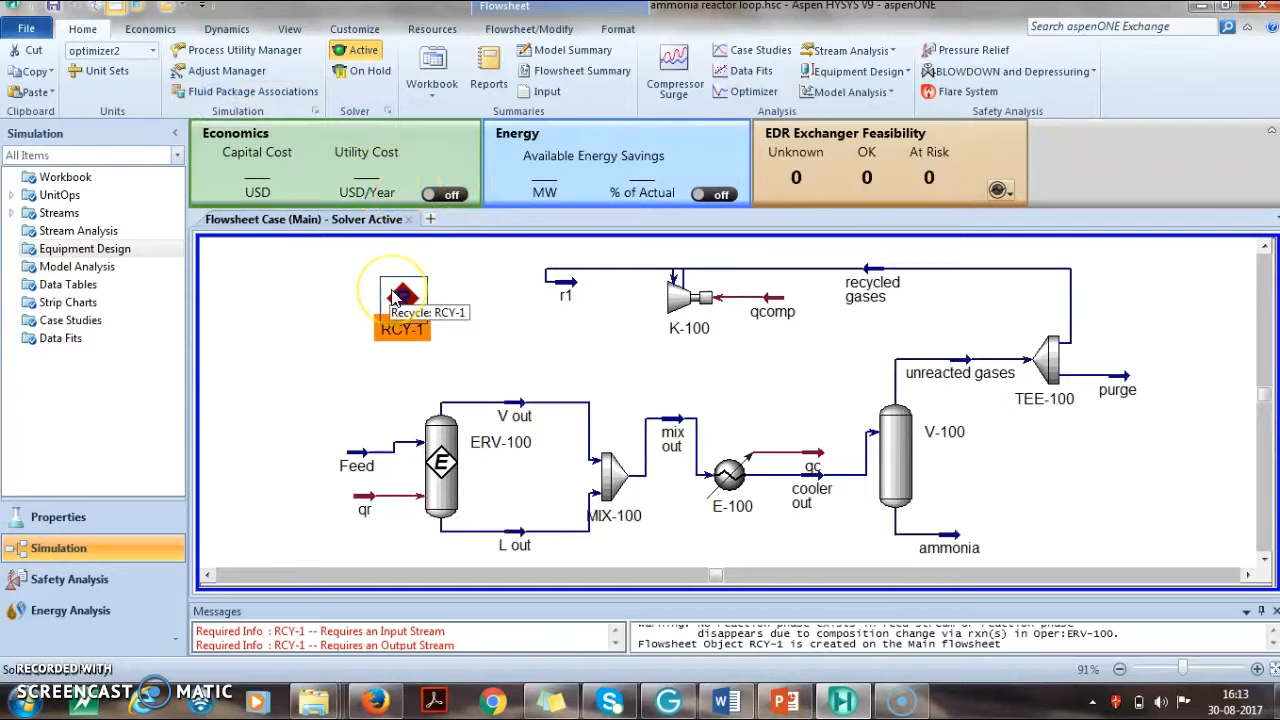 Flowsheet
ammonia reactor loop.hsc - Aspen HYSYS V9 - aspenONE
File Home Economics Dynamics View Customize Resources Flowsheet/Modify Format
Search aspenONE Exchange
Cut
Copy
Paste
Clipboard
optimizer2
Unit Sets
Units
Process Utility Manager
Adjust Manager
Fluid Package Associations
Simulation
Active
On Hold
Solver
Workbook
Reports
Model Summary
Flowsheet Summary
Input
Summaries
Compressor
Surge
Case Studies
Data Fits
Optimizer
Stream Analysis
Equipment Design
Model Analysis
Analysis
Pressure Relief
BLOWDOWN and Depressuring
Flare System
Safety Analysis
Simulation
All Items
Workbook
UnitOps
Streams
Stream Analysis
Equipment Design
Model Analysis
Data Tables
Strip Charts
Case Studies
Data Fits
Properties
Simulation
Safety Analysis
Energy Analysis
Economics
Capital Cost Utility Cost
USD USD/Year off
Energy
Available Energy Savings
MW % of Actual off
EDR Exchanger Feasibility
Unknown OK At Risk
0 0 0
Flowsheet Case (Main) - Solver Active
Recycle: RCY-1
RCY-1
r1
K-100
qcomp
recycled
gases
unreacted gases
TEE-100
purge
V out
ERV-100
Feed
qr
L out
MIX-100
mix
out
E-100
qc
cooler
out
V-100
ammonia
Messages
Required Info : RCY-1 -- Requires an Input Stream
Required Info : RCY-1 -- Requires an Output Stream
disappears due to composition change via rxn(s) in Oper:ERV-100.
Flowsheet Object RCY-1 is created on the Main flowsheet
91%
RECORDED WITH
SCREENCAST MATIC
16:13
30-08-2017